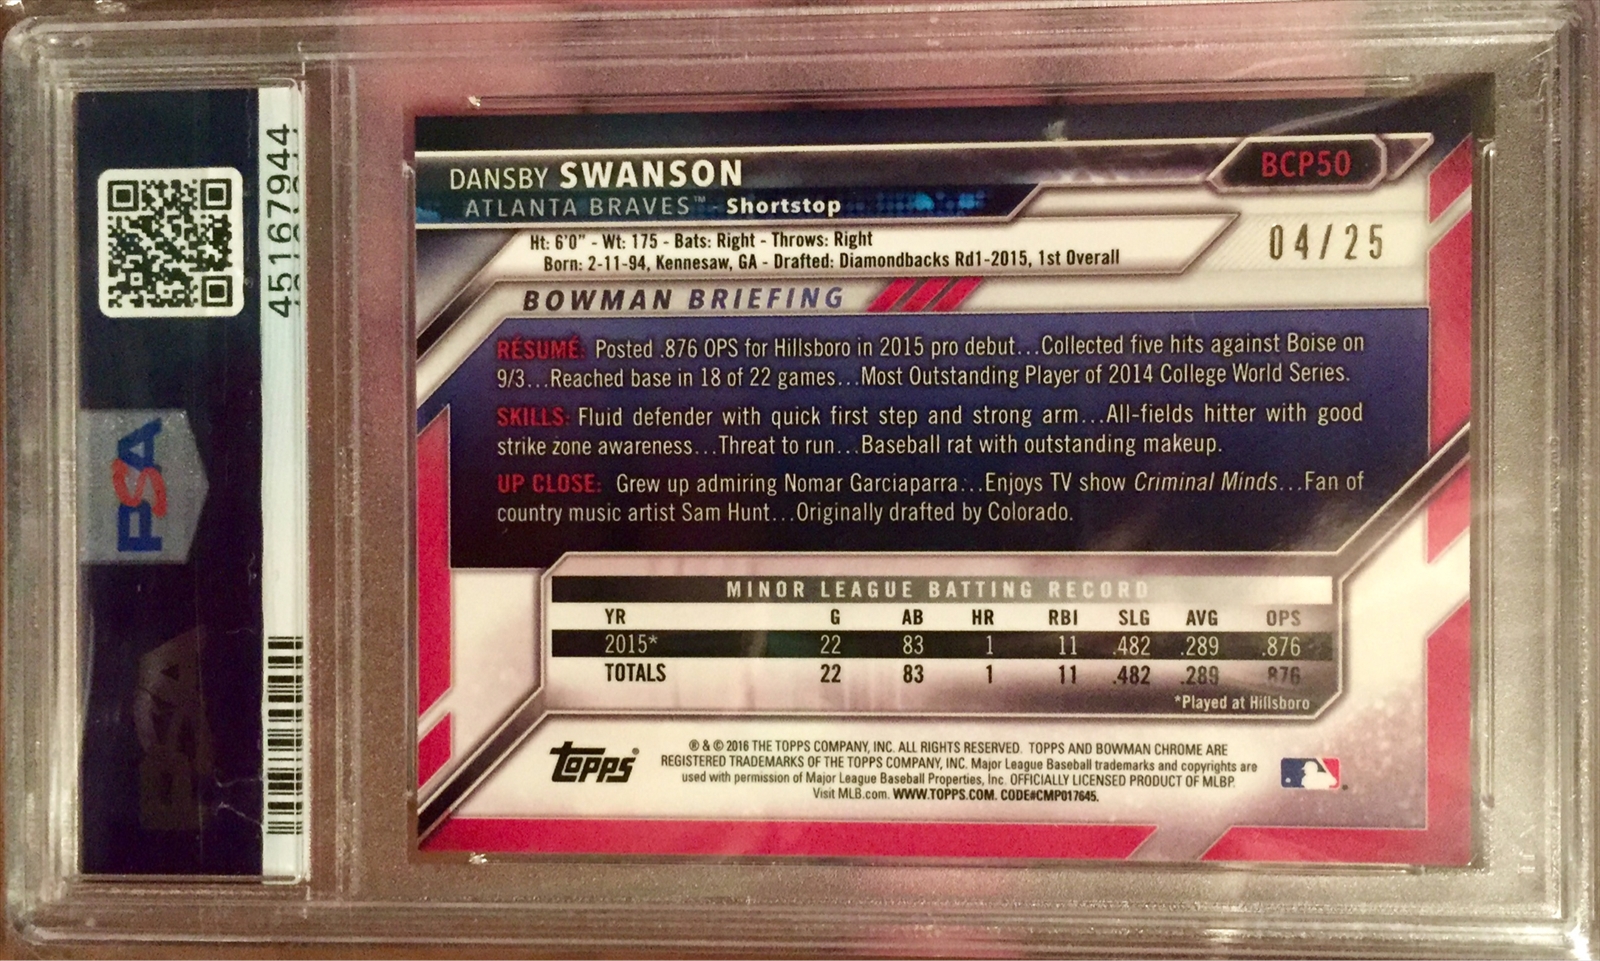 45167944
PSA
DANSBY SWANSON
BCP50
ATLANTA BRAVES™ - Shortstop
04/25
Ht: 6'0" - Wt: 175 - Bats: Right - Throws: Right
Born: 2-11-94, Kennesaw, GA - Drafted: Diamondbacks Rd1-2015, 1st Overall
BOWMAN BRIEFING
RÉSUMÉ: Posted .876 OPS for Hillsboro in 2015 pro debut...Collected five hits against Boise on
9/3...Reached base in 18 of 22 games...Most Outstanding Player of 2014 College World Series.
SKILLS: Fluid defender with quick first step and strong arm...All-fields hitter with good
strike zone awareness...Threat to run...Baseball rat with outstanding makeup.
UP CLOSE: Grew up admiring Nomar Garciaparra...Enjoys TV show Criminal Minds...Fan of
country music artist Sam Hunt...Originally drafted by Colorado.
MINOR LEAGUE BATTING RECORD
YR G AB HR RBI SLG AVG OPS
2015* 22 83 1 11 .482 .289 .876
TOTALS 22 83 1 11 .482 .289 .876
*Played at Hillsboro
topps®
® & © 2016 THE TOPPS COMPANY, INC. ALL RIGHTS RESERVED. TOPPS AND BOWMAN CHROME ARE
REGISTERED TRADEMARKS OF THE TOPPS COMPANY, INC. Major League Baseball trademarks and copyrights are
used with permission of Major League Baseball Properties, Inc. OFFICIALLY LICENSED PRODUCT OF MLBP.
Visit MLB.com. WWW.TOPPS.COM. CODE#CMP017645.